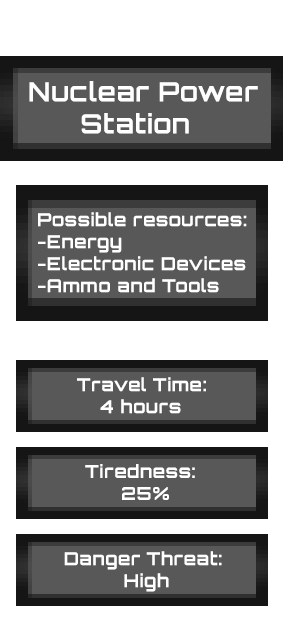 Nuclear Power
Station
Possible resources:
-Energy
-Electronic Devices
-Ammo and Tools
Travel Time:
4 hours
Tiredness:
25%
Danger Threat:
High